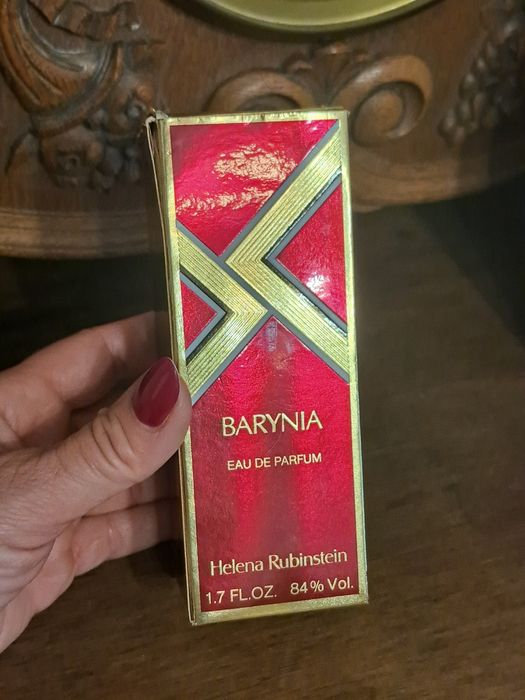 BARYNIA
EAU DE PARFUM
Helena Rubinstein
1.7 FL.OZ. 84% Vol.